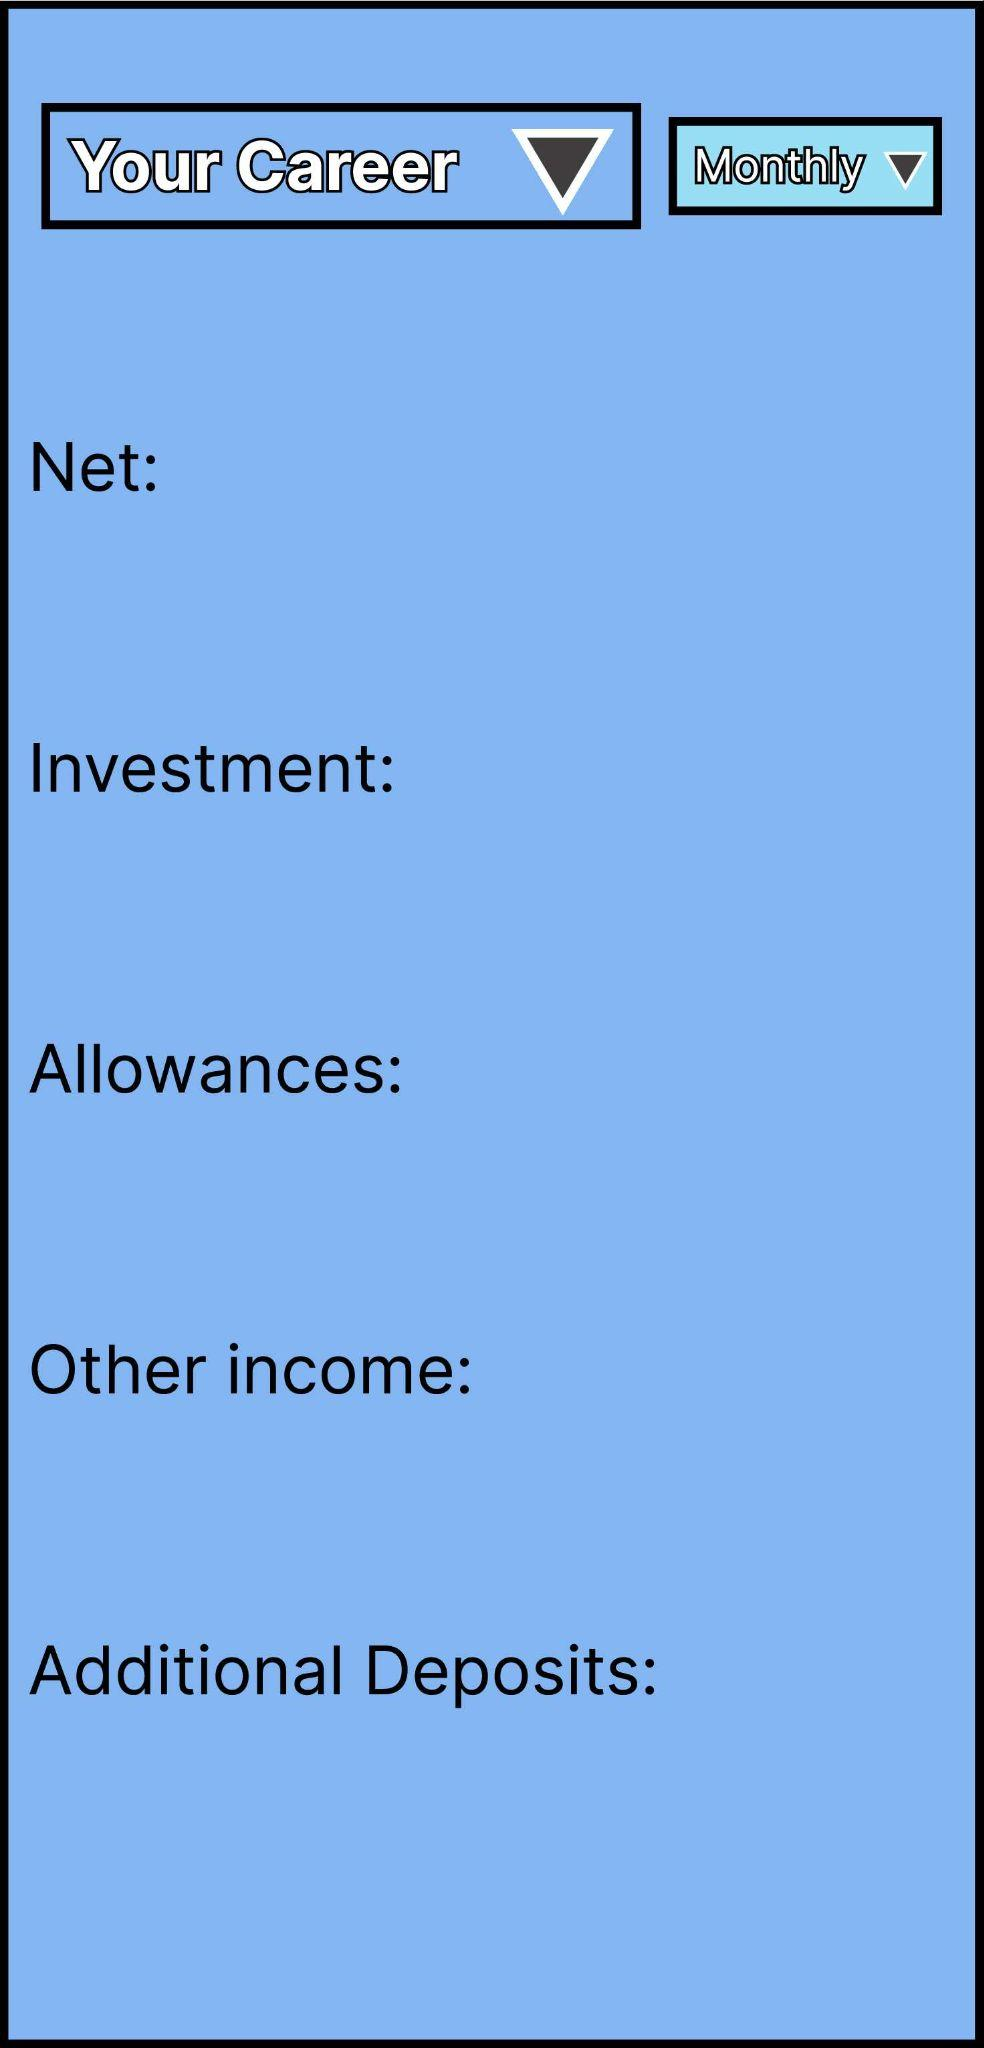 Your Career
Monthly
Net:
Investment:
Allowances:
Other income:
Additional Deposits: